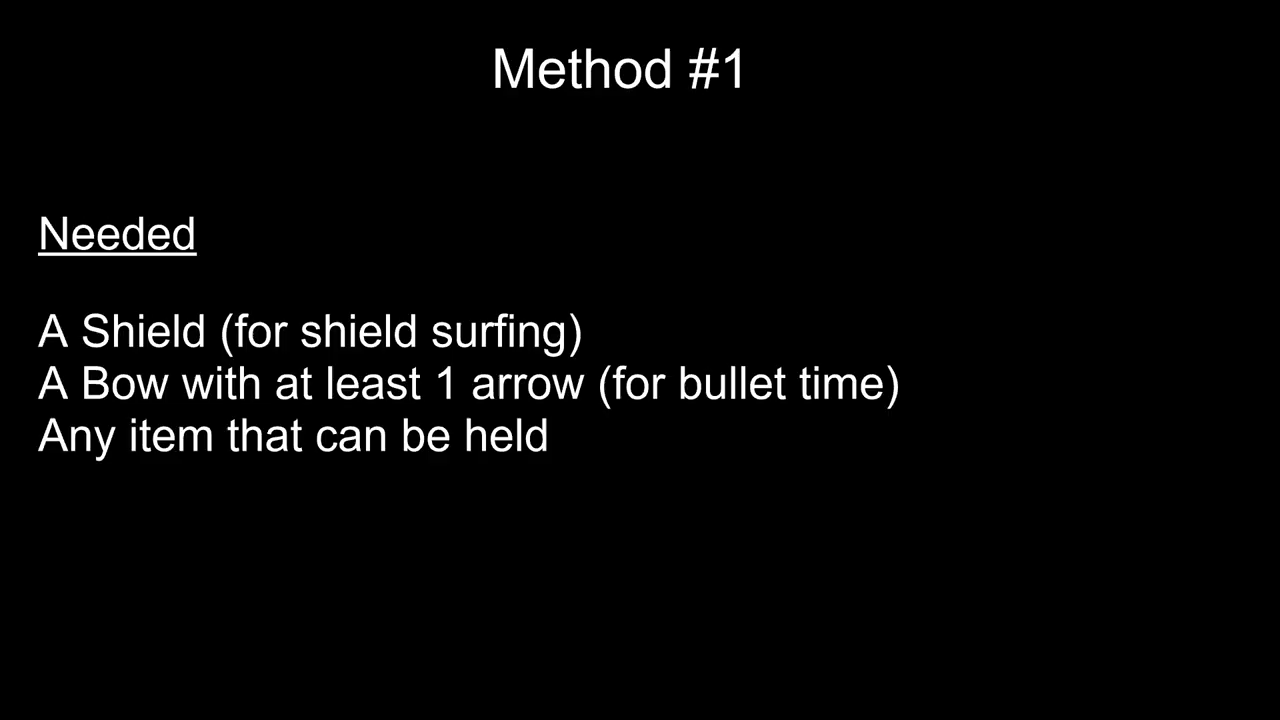 Method #1
Needed
A Shield (for shield surfing)
A Bow with at least 1 arrow (for bullet time)
Any item that can be held